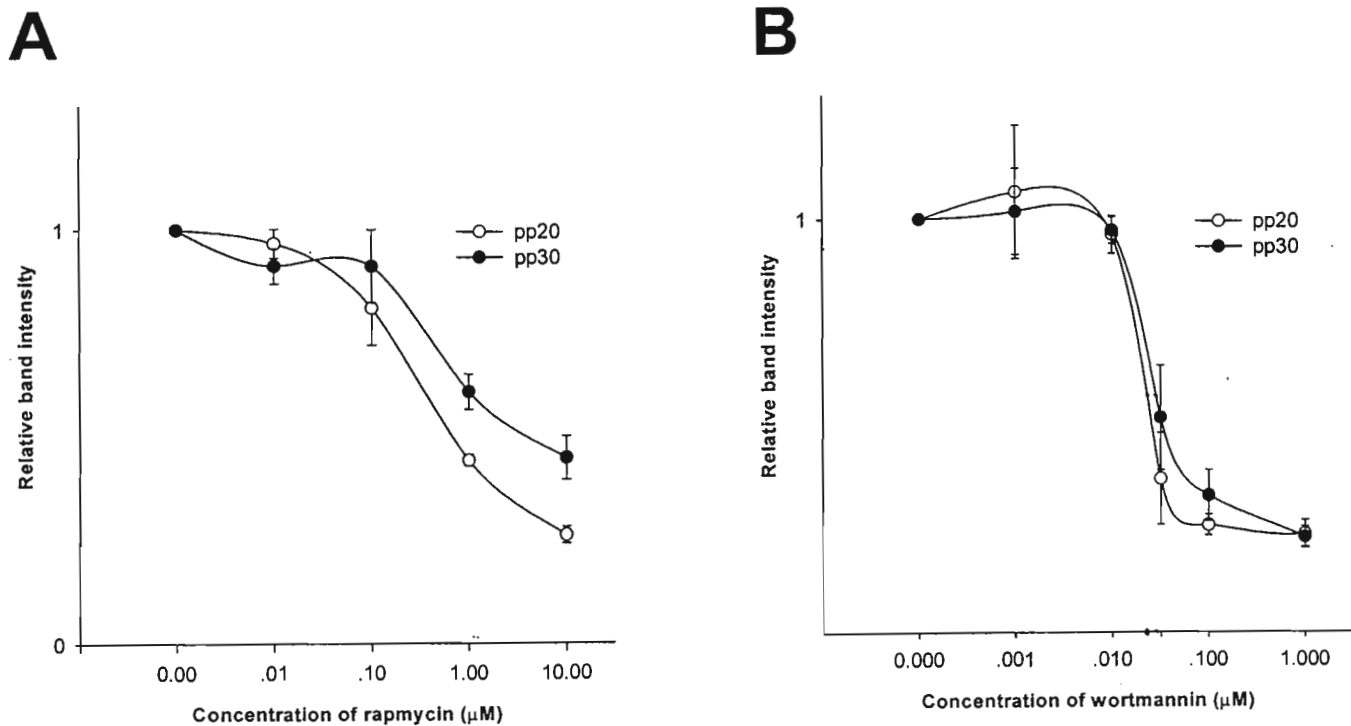 A
B
1
pp20
pp30
Relative band intensity
0
0.00 .01 .10 1.00 10.00
Concentration of rapmycin (μM)
1
pp20
pp30
Relative band intensity
0.000 .001 .010 .100 1.000
Concentration of wortmannin (μM)